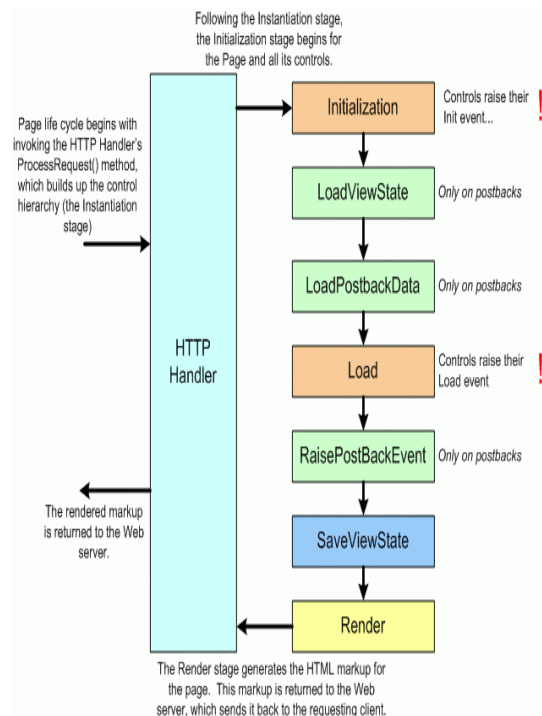 Following the Instantiation stage,
the Initialization stage begins for
the Page and all its controls.
Page life cycle begins with
invoking the HTTP Handler's
ProcessRequest() method,
which builds up the control
hierarchy (the Instantiation
stage)
HTTP
Handler
The rendered markup
is returned to the Web
server.
Initialization
Controls raise their
Init event...
!
LoadViewState
Only on postbacks
LoadPostbackData
Only on postbacks
Load
Controls raise their
Load event
!
RaisePostBackEvent
Only on postbacks
SaveViewState
Render
The Render stage generates the HTML markup for
the page. This markup is returned to the Web
server, which sends it back to the requesting client.